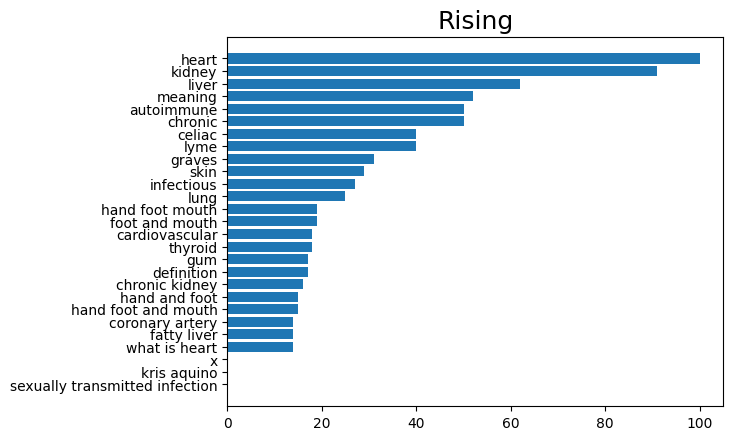 Rising
heart
kidney
liver
meaning
autoimmune
chronic
celiac
lyme
graves
skin
infectious
lung
hand foot mouth
foot and mouth
cardiovascular
thyroid
gum
definition
chronic kidney
hand and foot
hand foot and mouth
coronary artery
fatty liver
what is heart
x
kris aquino
sexually transmitted infection
0 20 40 60 80 100